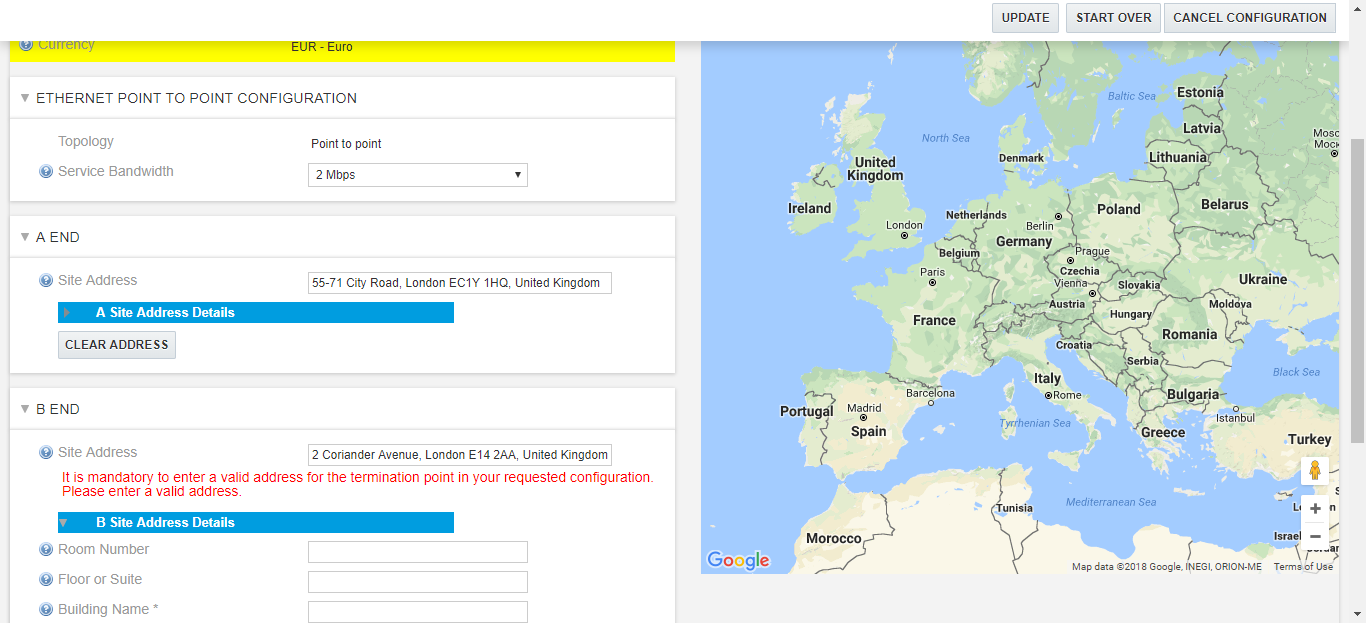 UPDATE START OVER CANCEL CONFIGURATION
Currency EUR - Euro
ETHERNET POINT TO POINT CONFIGURATION
Topology Point to point
Service Bandwidth 2 Mbps
A END
Site Address 55-71 City Road, London EC1Y 1HQ, United Kingdom
A Site Address Details
CLEAR ADDRESS
B END
Site Address 2 Coriander Avenue, London E14 2AA, United Kingdom
It is mandatory to enter a valid address for the termination point in your requested configuration.
Please enter a valid address.
B Site Address Details
Room Number
Floor or Suite
Building Name *
Baltic Sea
Estonia
North Sea
Latvia
Denmark
Lithuania
United
Kingdom
Ireland
Netherlands
Poland
Belarus
London
Berlin
Germany
Belgium
Prague
Paris
Czechia
Vienna
Slovakia
Ukraine
Austria
Moldova
France
Hungary
Romania
Croatia
Serbia
Black Sea
Italy
Barcelona
Rome
Bulgaria
Portugal
Madrid
Istanbul
Spain
Tyrrhenian Sea
Greece
Turkey
Mediterranean Sea
Tunisia
Israel
Morocco
Google
Map data ©2018 Google, INEGI, ORION-ME Terms of Use